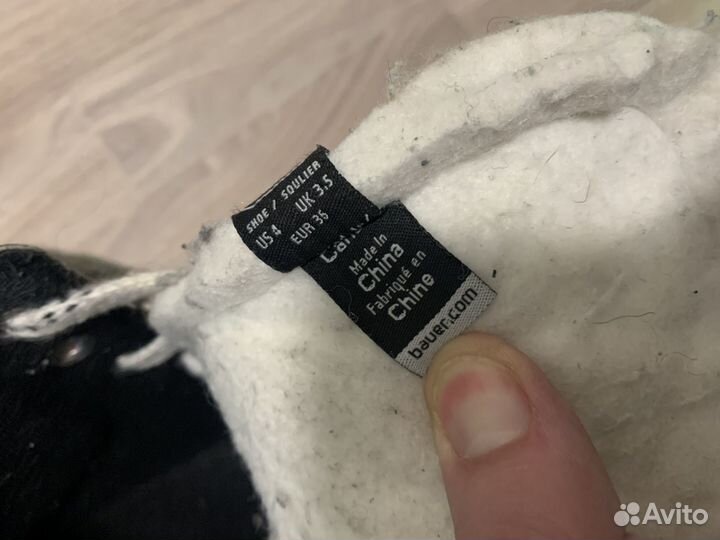 SHOE / SOULIER
US 4 UK 3.5
EUR 36
Made in
China
Fabriqué en
Chine
bauer.com
Avito